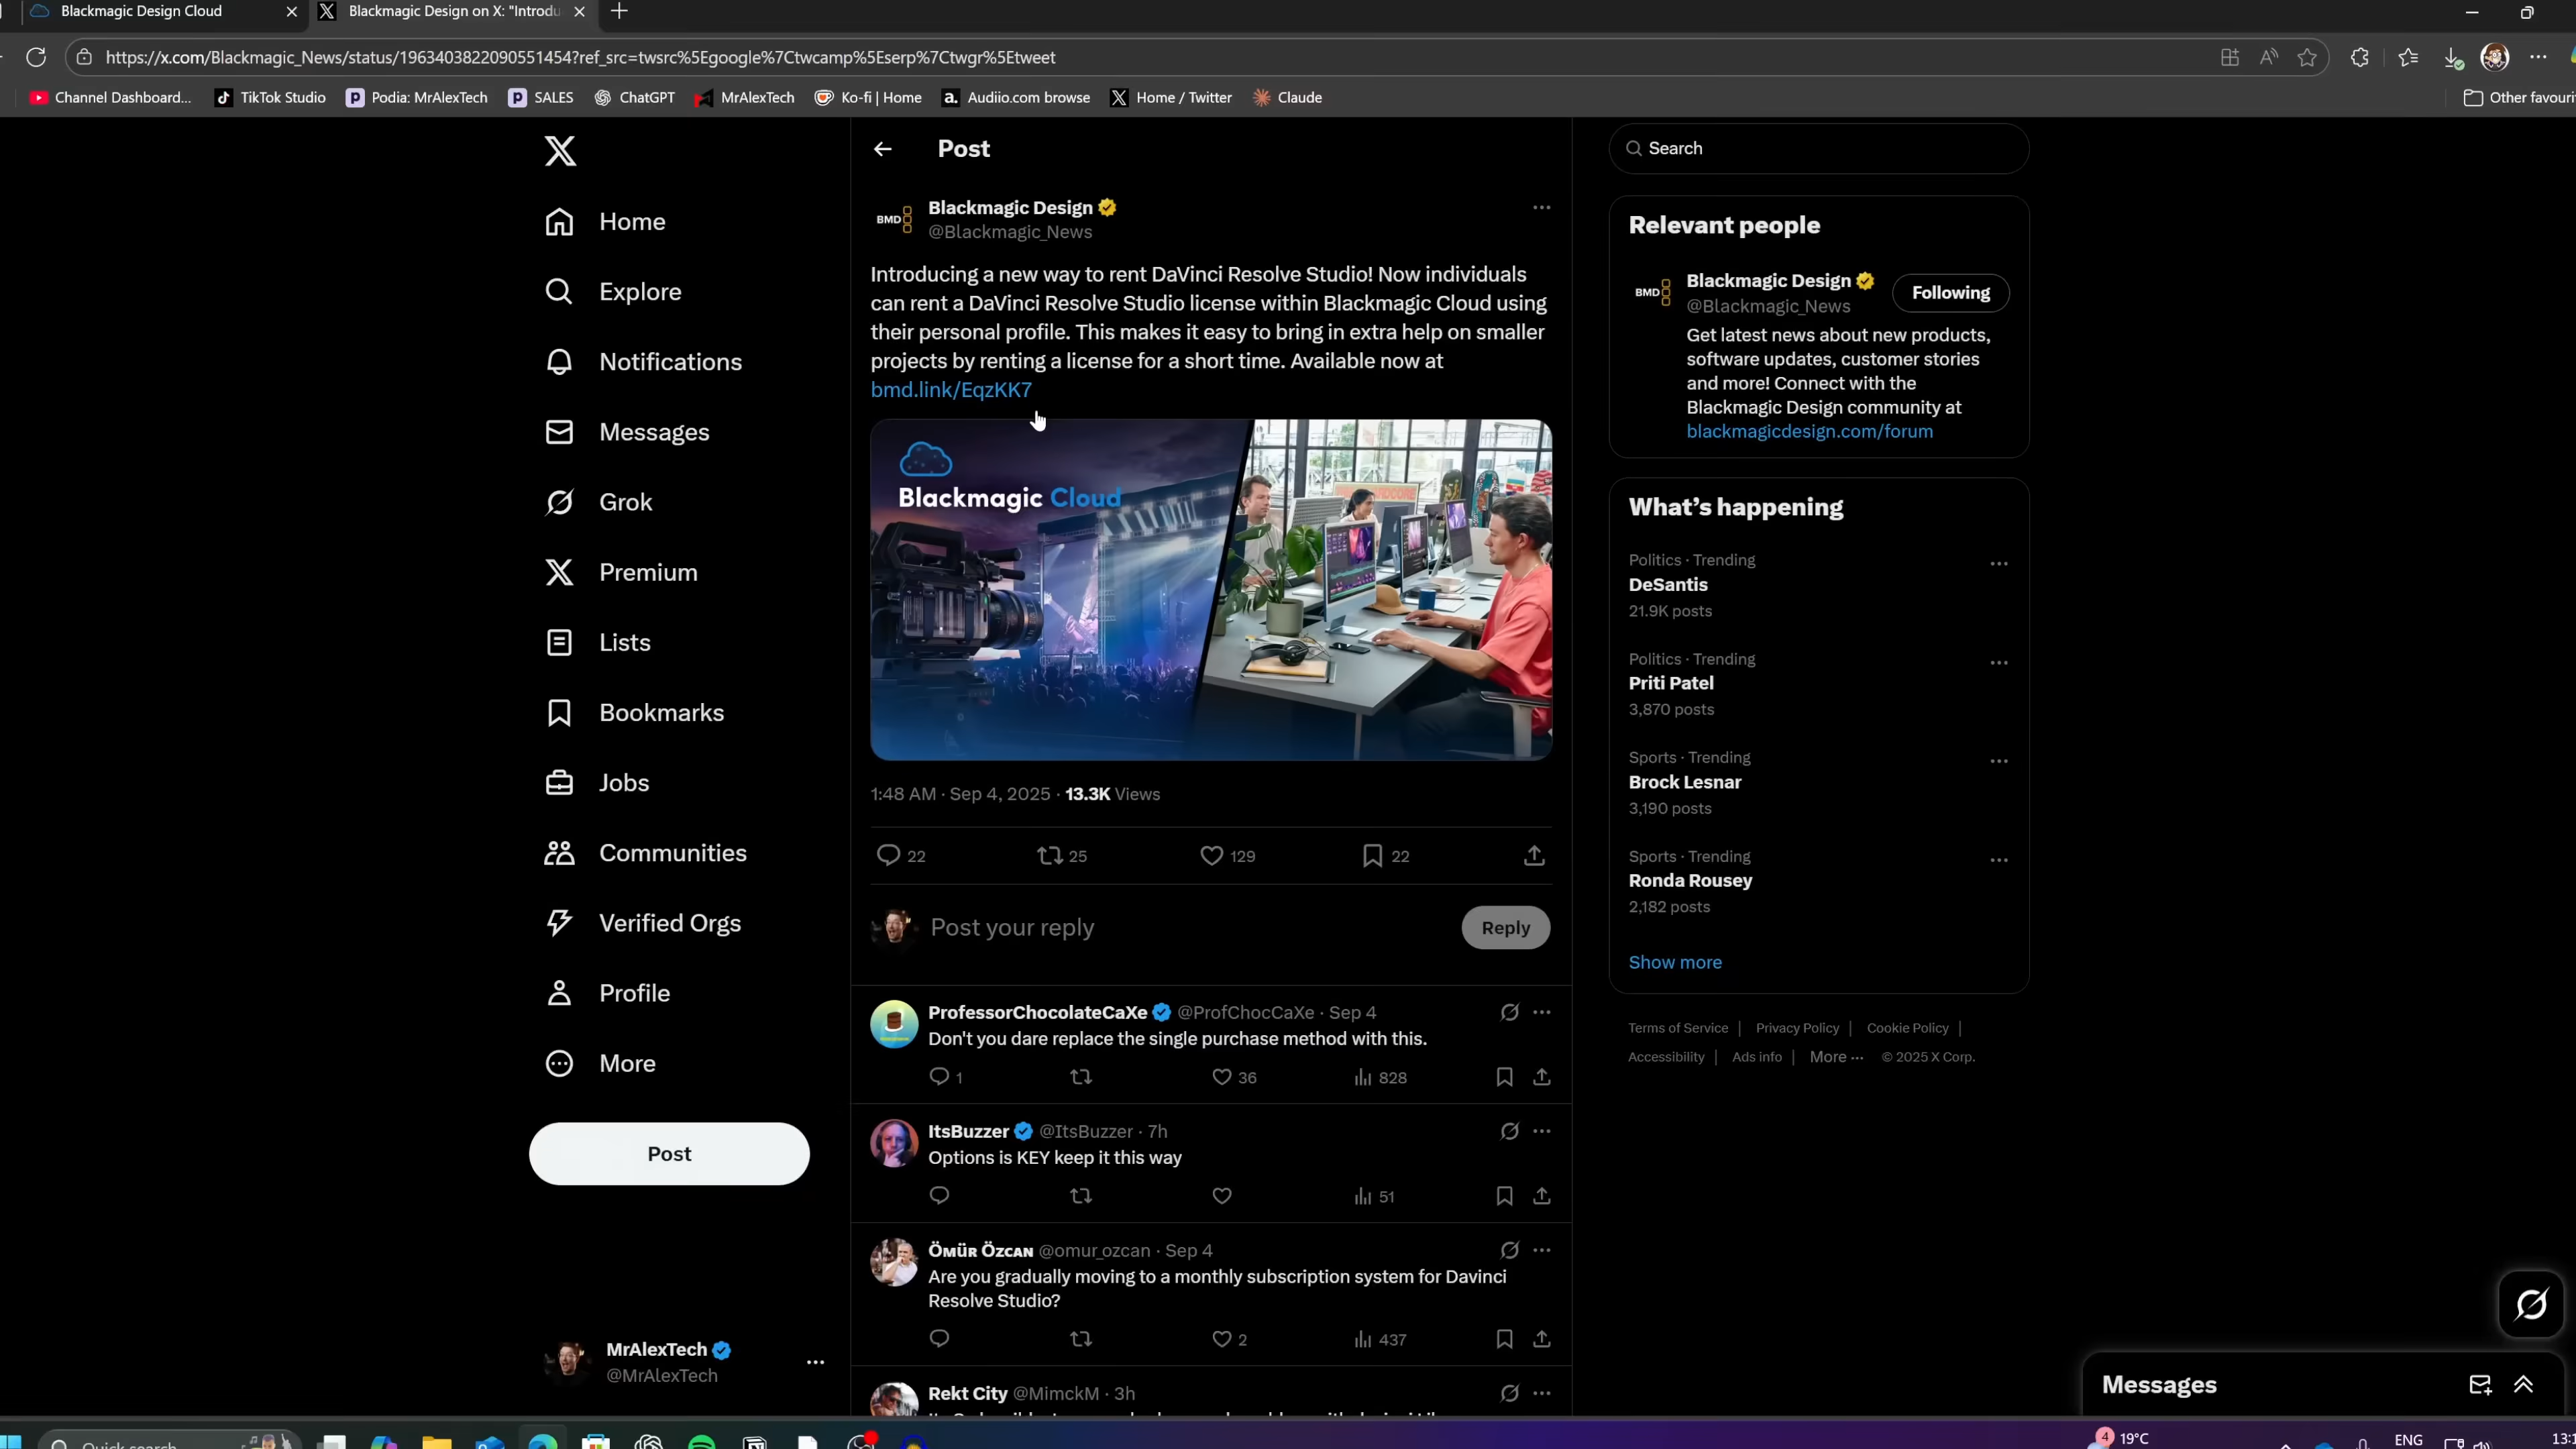 Blackmagic Design Cloud
Blackmagic Design on X: "Introdu
https://x.com/Blackmagic_News/status/1963403822090551454?ref_src=twsrc%5Egoogle%7Ctwcamp%5Eserp%7Ctwgr%5Etweet
Channel Dashboard...
TikTok Studio
Podia: MrAlexTech
SALES
ChatGPT
MrAlexTech
Ko-fi | Home
Audiio.com browse
Home / Twitter
Claude
Other favouri
Home
Explore
Notifications
Messages
Grok
Premium
Lists
Bookmarks
Jobs
Communities
Verified Orgs
Profile
More
Post
MrAlexTech
@MrAlexTech
Post
BMD
Blackmagic Design
@Blackmagic_News
Introducing a new way to rent DaVinci Resolve Studio! Now individuals
can rent a DaVinci Resolve Studio license within Blackmagic Cloud using
their personal profile. This makes it easy to bring in extra help on smaller
projects by renting a license for a short time. Available now at
bmd.link/EqzKK7
Blackmagic Cloud
1:48 AM · Sep 4, 2025 · 13.3K Views
22 25 129 22
Post your reply
Reply
ProfessorChocolateCaXe @ProfChocCaXe · Sep 4
Don't you dare replace the single purchase method with this.
1 36 828
ItsBuzzer @ItsBuzzer · 7h
Options is KEY keep it this way
51
Ömür Özcan @omur_ozcan · Sep 4
Are you gradually moving to a monthly subscription system for Davinci
Resolve Studio?
2 437
Rekt City @MimckM · 3h
Search
Relevant people
BMD
Blackmagic Design
@Blackmagic_News
Following
Get latest news about new products,
software updates, customer stories
and more! Connect with the
Blackmagic Design community at
blackmagicdesign.com/forum
What's happening
Politics · Trending
DeSantis
21.9K posts
Politics · Trending
Priti Patel
3,870 posts
Sports · Trending
Brock Lesnar
3,190 posts
Sports · Trending
Ronda Rousey
2,182 posts
Show more
Terms of Service | Privacy Policy | Cookie Policy |
Accessibility | Ads info | More ··· © 2025 X Corp.
Messages
Quick search
4
19°C
ENG